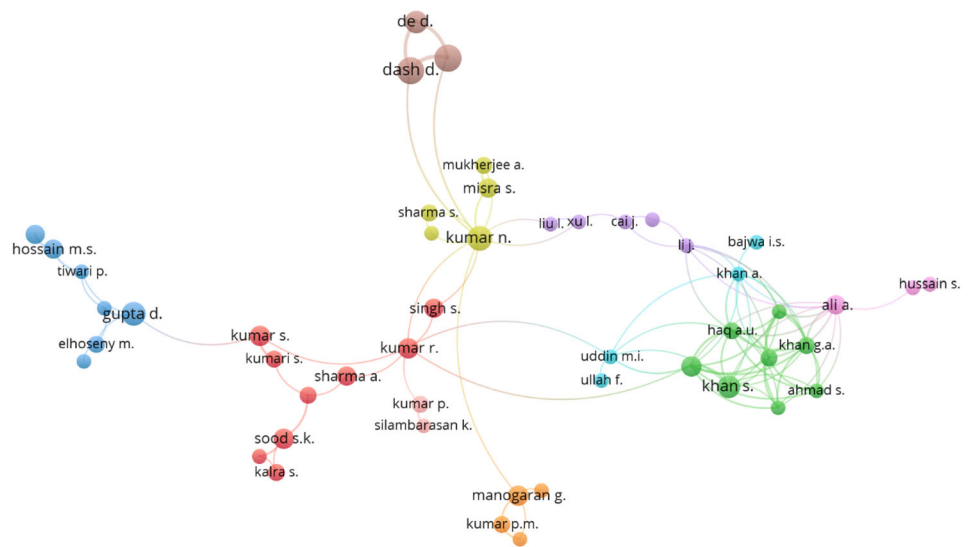 de d.
dash d.
mukherjee a.
misra s.
sharma s.
kumar n.
liu l.
xu l.
cai j.
li j.
bajwa i.s.
khan a.
hussain s.
ali a.
hossain m.s.
tiwari p.
gupta d.
elhoseny m.
singh s.
kumar s.
kumar r.
kumari s.
sharma a.
kumar p.
silambarasan k.
sood s.k.
kalra s.
uddin m.i.
ullah f.
haq a.u.
khan g.a.
khan s.
ahmad s.
manogaran g.
kumar p.m.